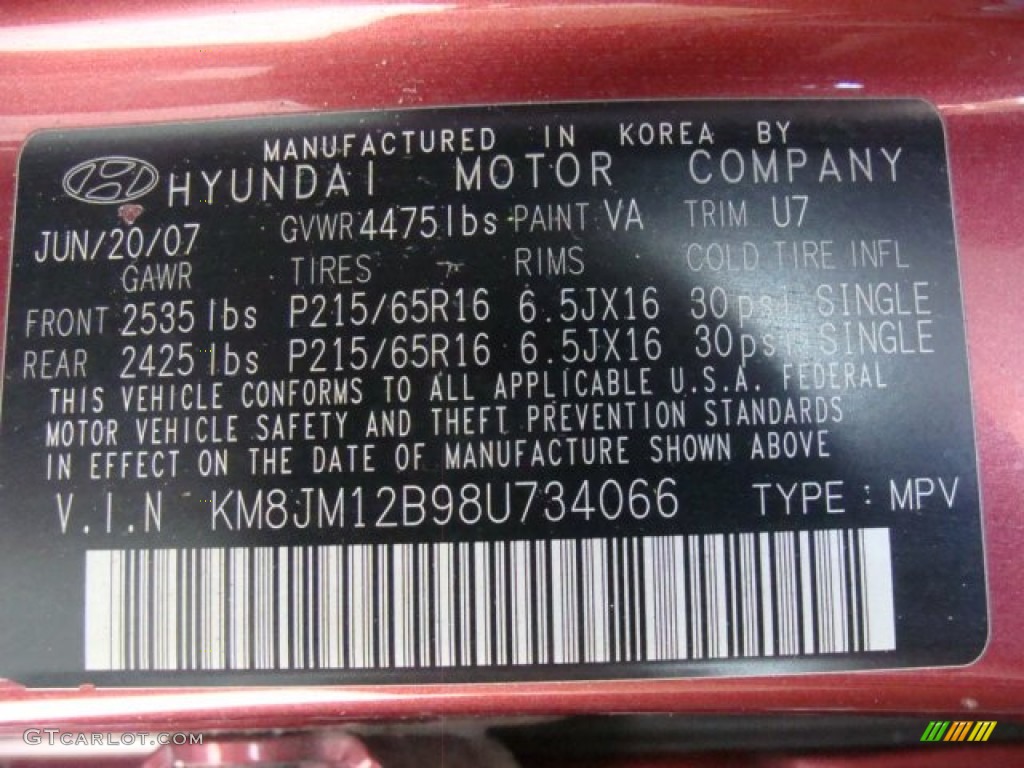 MANUFACTURED IN KOREA BY
HYUNDAI MOTOR COMPANY
JUN/20/07 GVWR 4475 lbs PAINT VA TRIM U7
GAWR TIRES RIMS COLD TIRE INFL
FRONT 2535 lbs P215/65R16 6.5JX16 30 psi SINGLE
REAR 2425 lbs P215/65R16 6.5JX16 30 psi SINGLE
THIS VEHICLE CONFORMS TO ALL APPLICABLE U.S.A. FEDERAL
MOTOR VEHICLE SAFETY AND THEFT PREVENTION STANDARDS
IN EFFECT ON THE DATE OF MANUFACTURE SHOWN ABOVE
V.I.N KM8JM12B98U734066 TYPE : MPV
GTCARLOT.COM